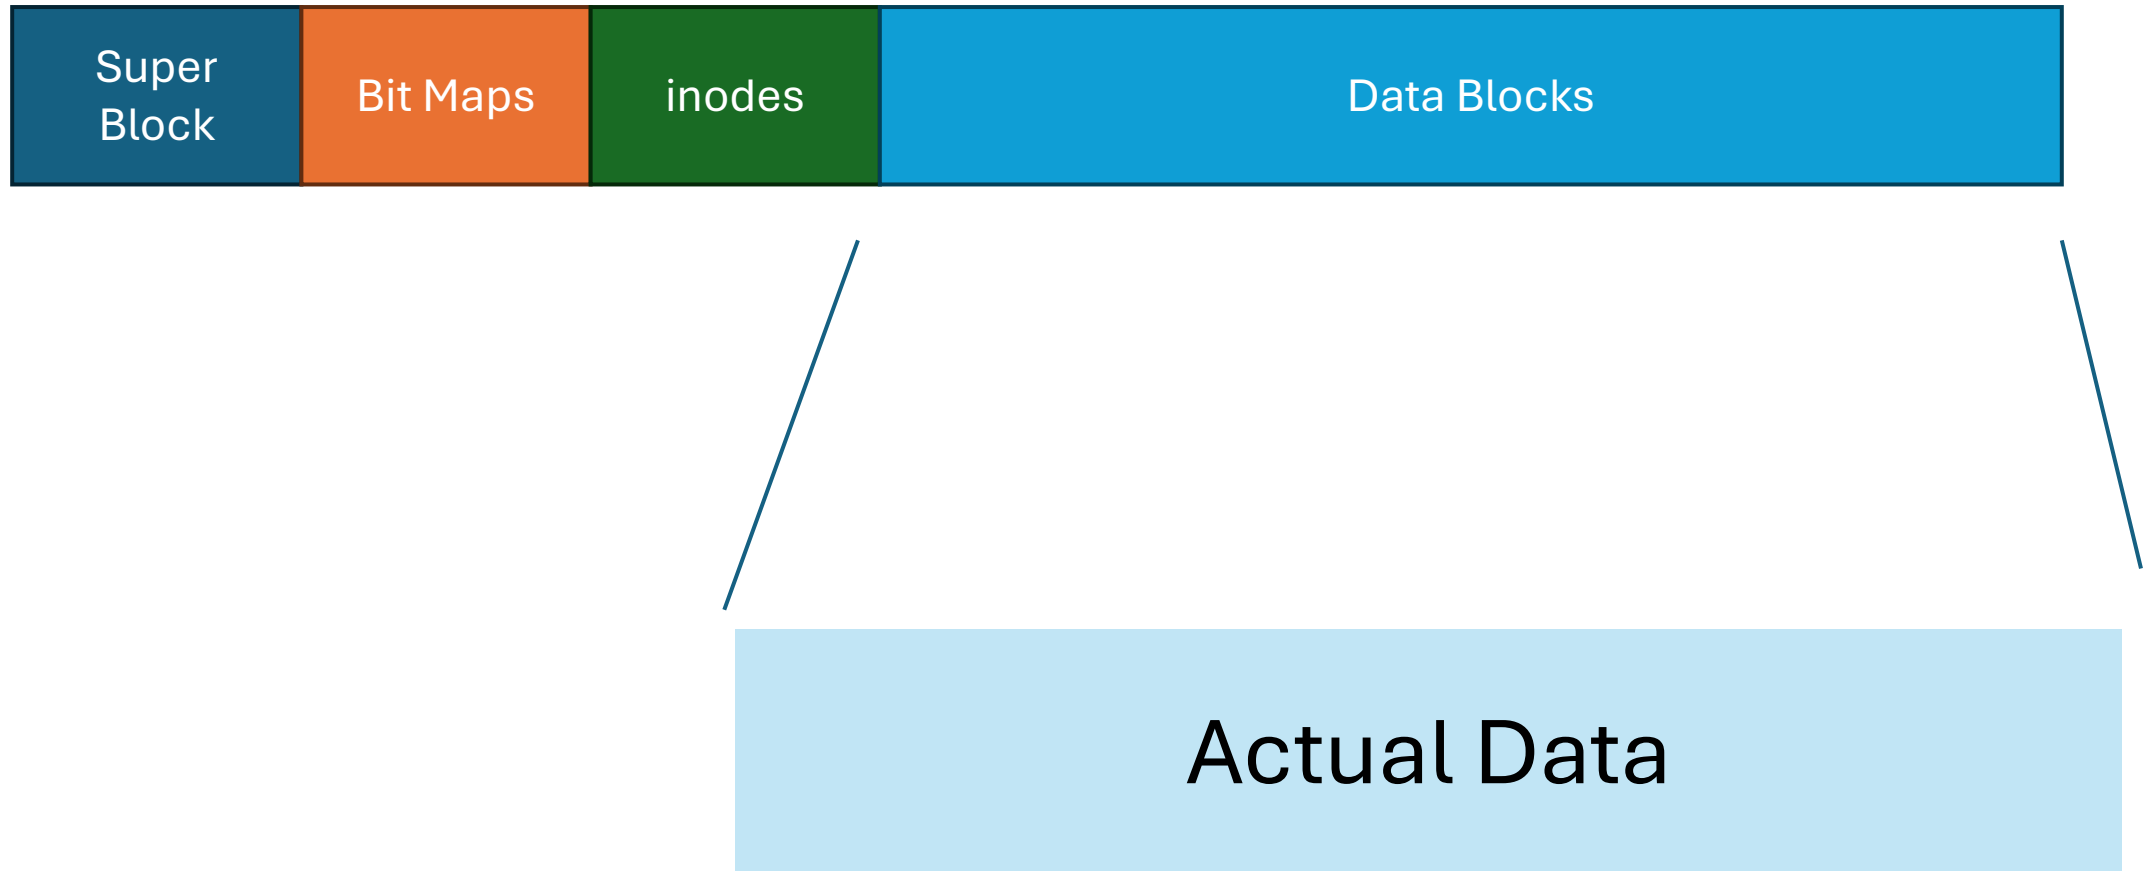 Super
Block
Bit Maps
inodes
Data Blocks
Actual Data